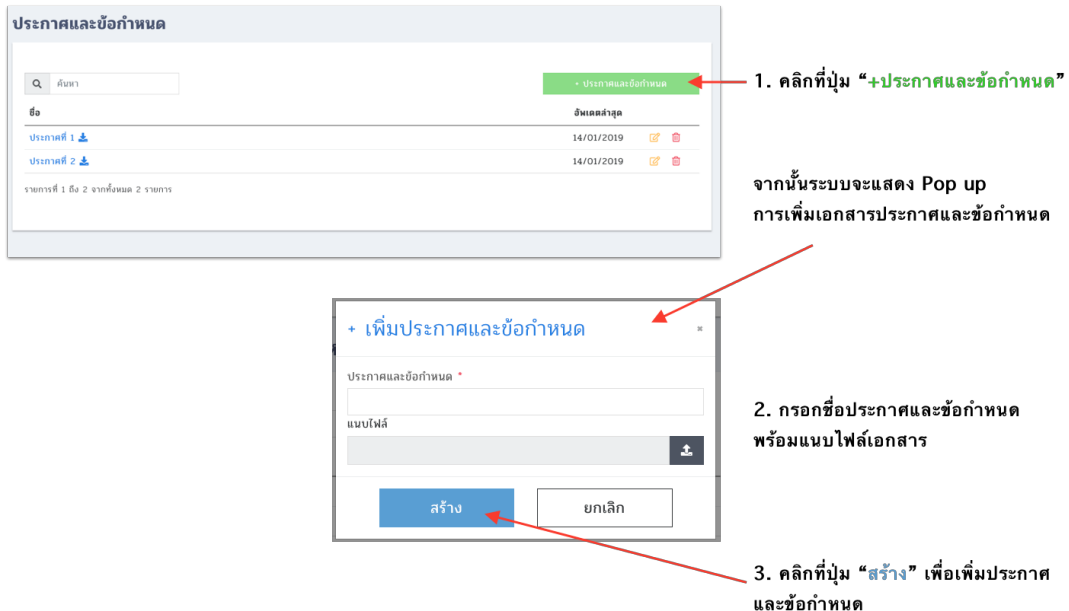 ประกาศและข้อกำหนด
ค้นหา
+ ประกาศและข้อกำหนด
ชื่อ
อัพเดตล่าสุด
ประกาศที่ 1
14/01/2019
ประกาศที่ 2
14/01/2019
รายการที่ 1 ถึง 2 จากทั้งหมด 2 รายการ
1. คลิกที่ปุ่ม “+ประกาศและข้อกำหนด”
จากนั้นระบบจะแสดง Pop up
การเพิ่มเอกสารประกาศและข้อกำหนด
+ เพิ่มประกาศและข้อกำหนด
×
ประกาศและข้อกำหนด *
แนบไฟล์
สร้าง
ยกเลิก
2. กรอกชื่อประกาศและข้อกำหนด
พร้อมแนบไฟล์เอกสาร
3. คลิกที่ปุ่ม “สร้าง” เพื่อเพิ่มประกาศ
และข้อกำหนด